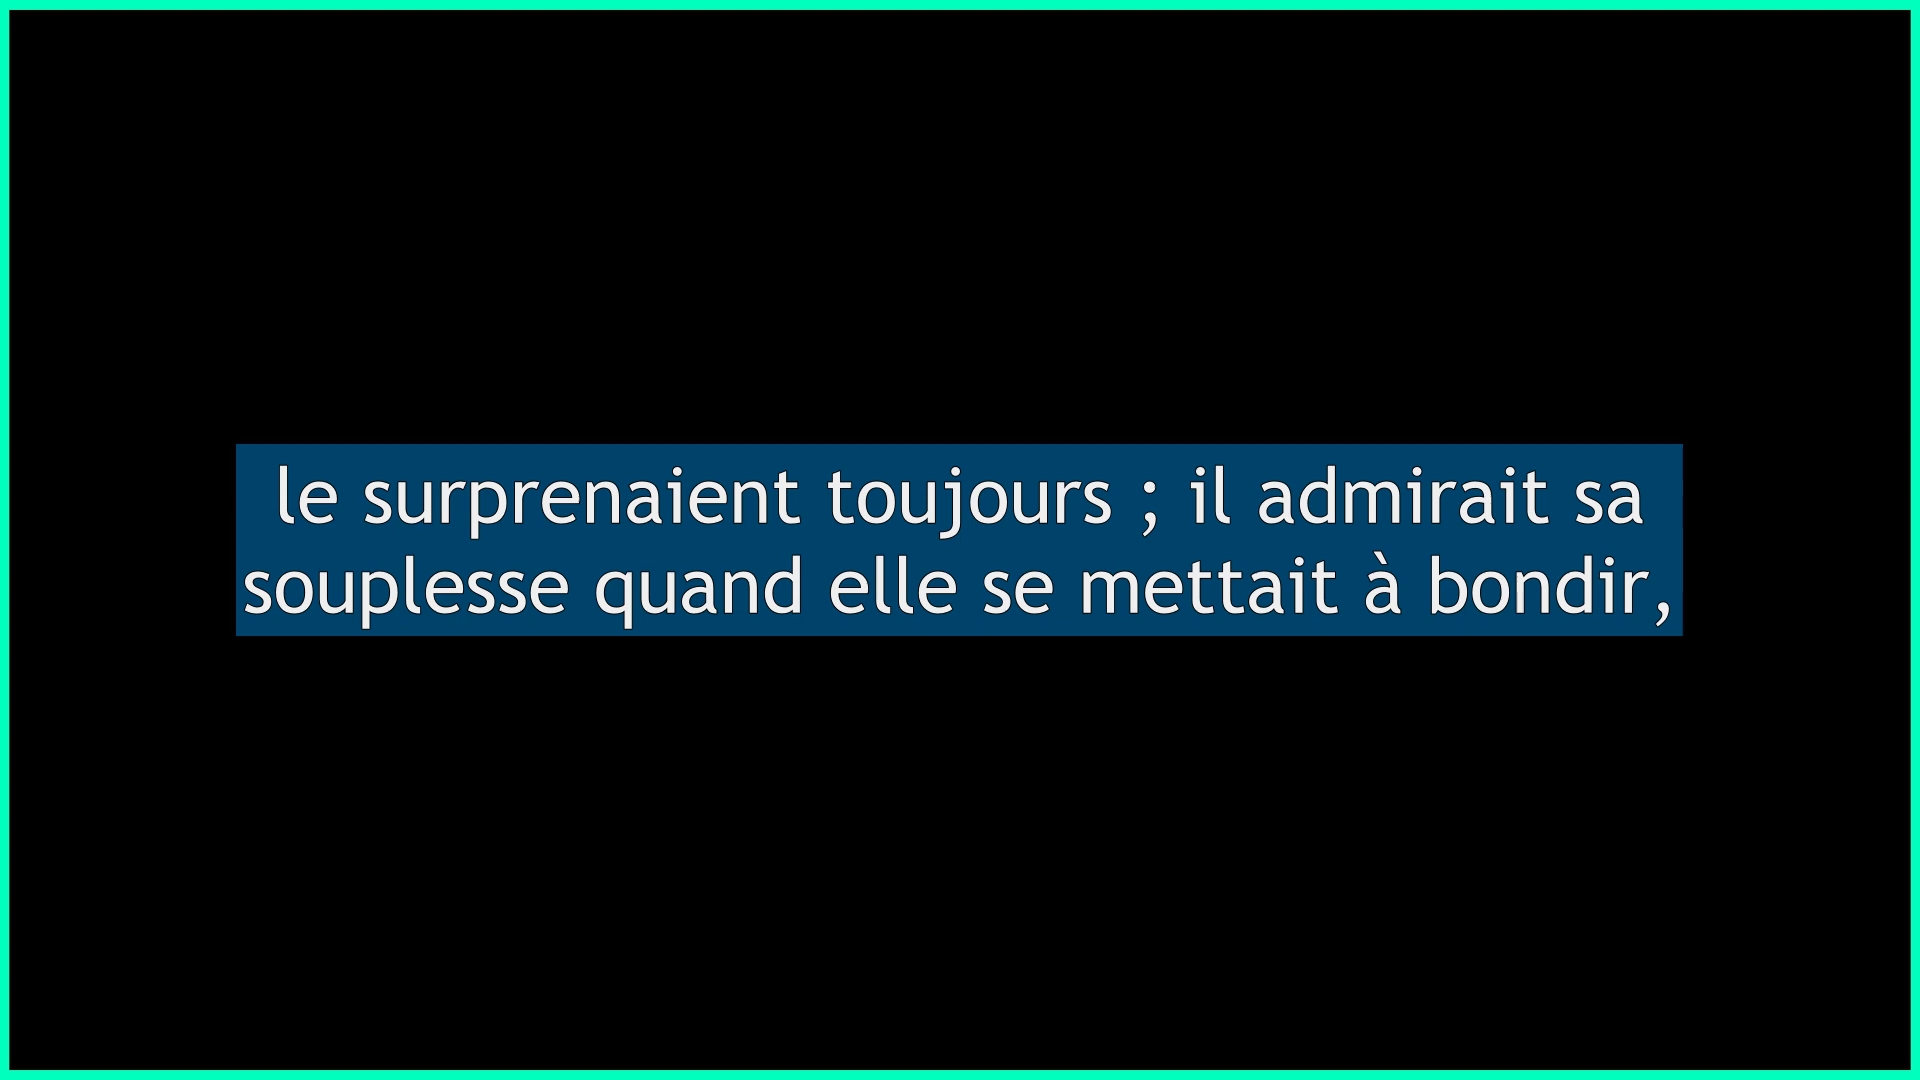 le surprenaient toujours ; il admirait sa
souplesse quand elle se mettait à bondir,